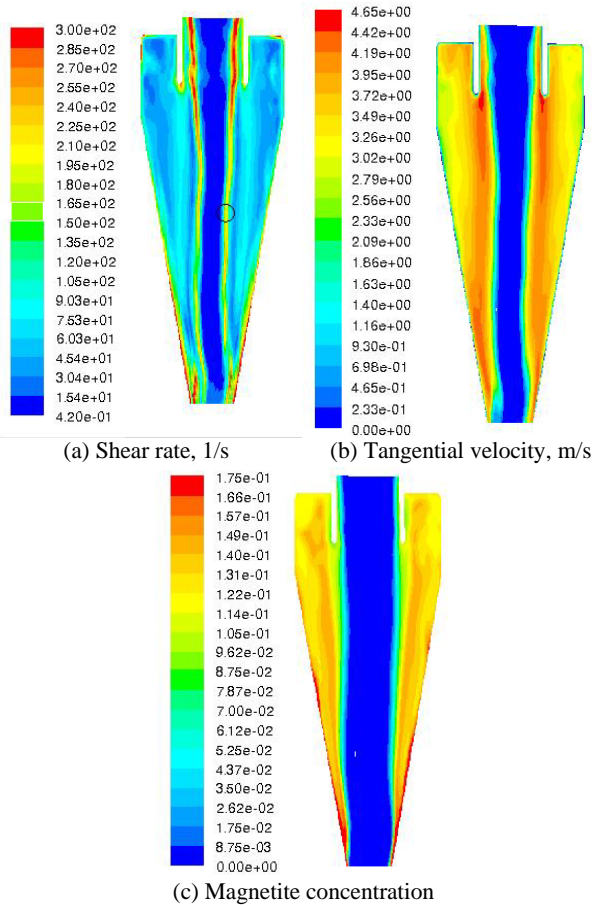 3.00e+02
2.85e+02
2.70e+02
2.55e+02
2.40e+02
2.25e+02
2.10e+02
1.95e+02
1.80e+02
1.65e+02
1.50e+02
1.35e+02
1.20e+02
1.05e+02
9.03e+01
7.53e+01
6.03e+01
4.54e+01
3.04e+01
1.54e+01
4.20e-01
(a) Shear rate, 1/s
4.65e+00
4.42e+00
4.19e+00
3.95e+00
3.72e+00
3.49e+00
3.26e+00
3.02e+00
2.79e+00
2.56e+00
2.33e+00
2.09e+00
1.86e+00
1.63e+00
1.40e+00
1.16e+00
9.30e-01
6.98e-01
4.65e-01
2.33e-01
0.00e+00
(b) Tangential velocity, m/s
1.75e-01
1.66e-01
1.57e-01
1.49e-01
1.40e-01
1.31e-01
1.22e-01
1.14e-01
1.05e-01
9.62e-02
8.75e-02
7.87e-02
7.00e-02
6.12e-02
5.25e-02
4.37e-02
3.50e-02
2.62e-02
1.75e-02
8.75e-03
0.00e+00
(c) Magnetite concentration